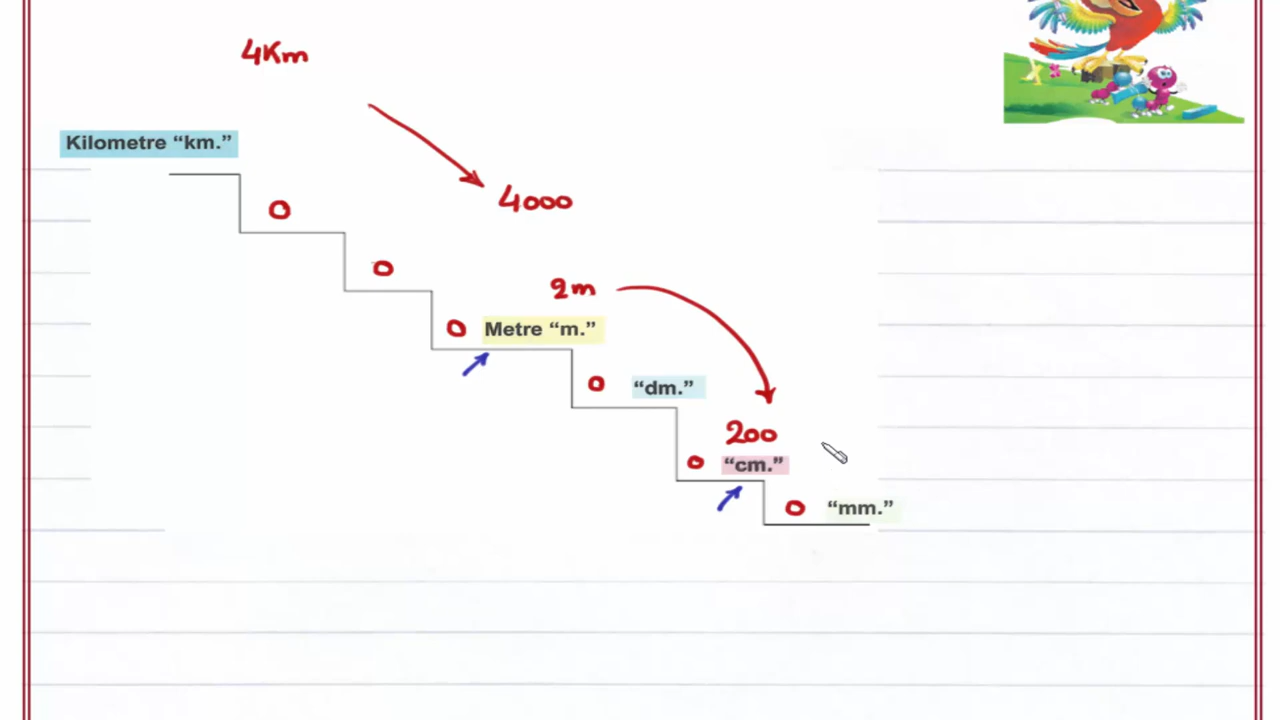 4Km
Kilometre “km.”
4000
0
0
2m
0 Metre “m.”
0 “dm.”
200
0 “cm.”
0 “mm.”